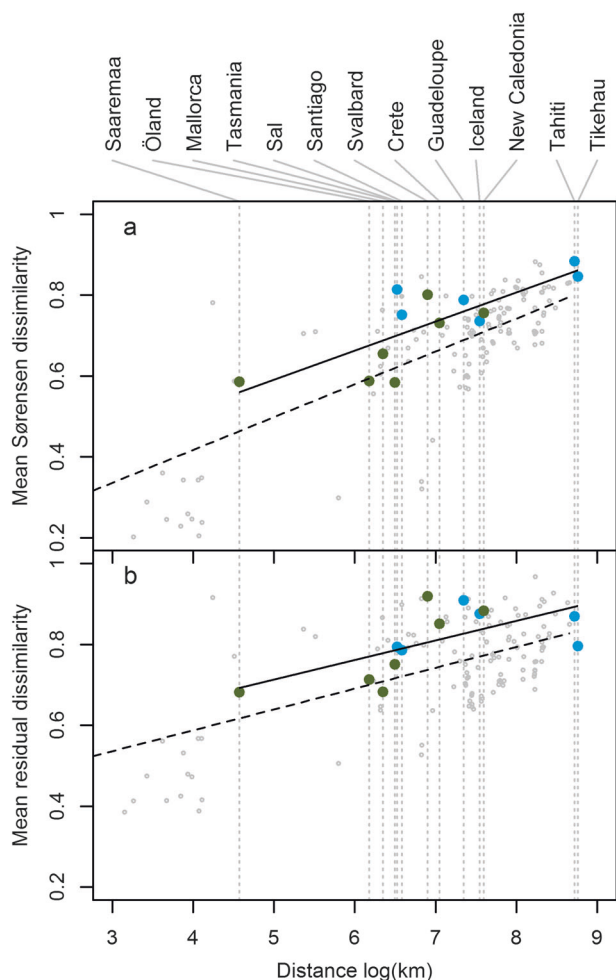 Saaremaa
Öland
Mallorca
Tasmania
Sal
Santiago
Svalbard
Crete
Guadeloupe
Iceland
New Caledonia
Tahiti
Tikehau
a
Mean Sørensen dissimilarity
1
0.8
0.6
0.4
0.2
b
Mean residual dissimilarity
1
0.8
0.6
0.4
0.2
3 4 5 6 7 8 9
Distance log(km)